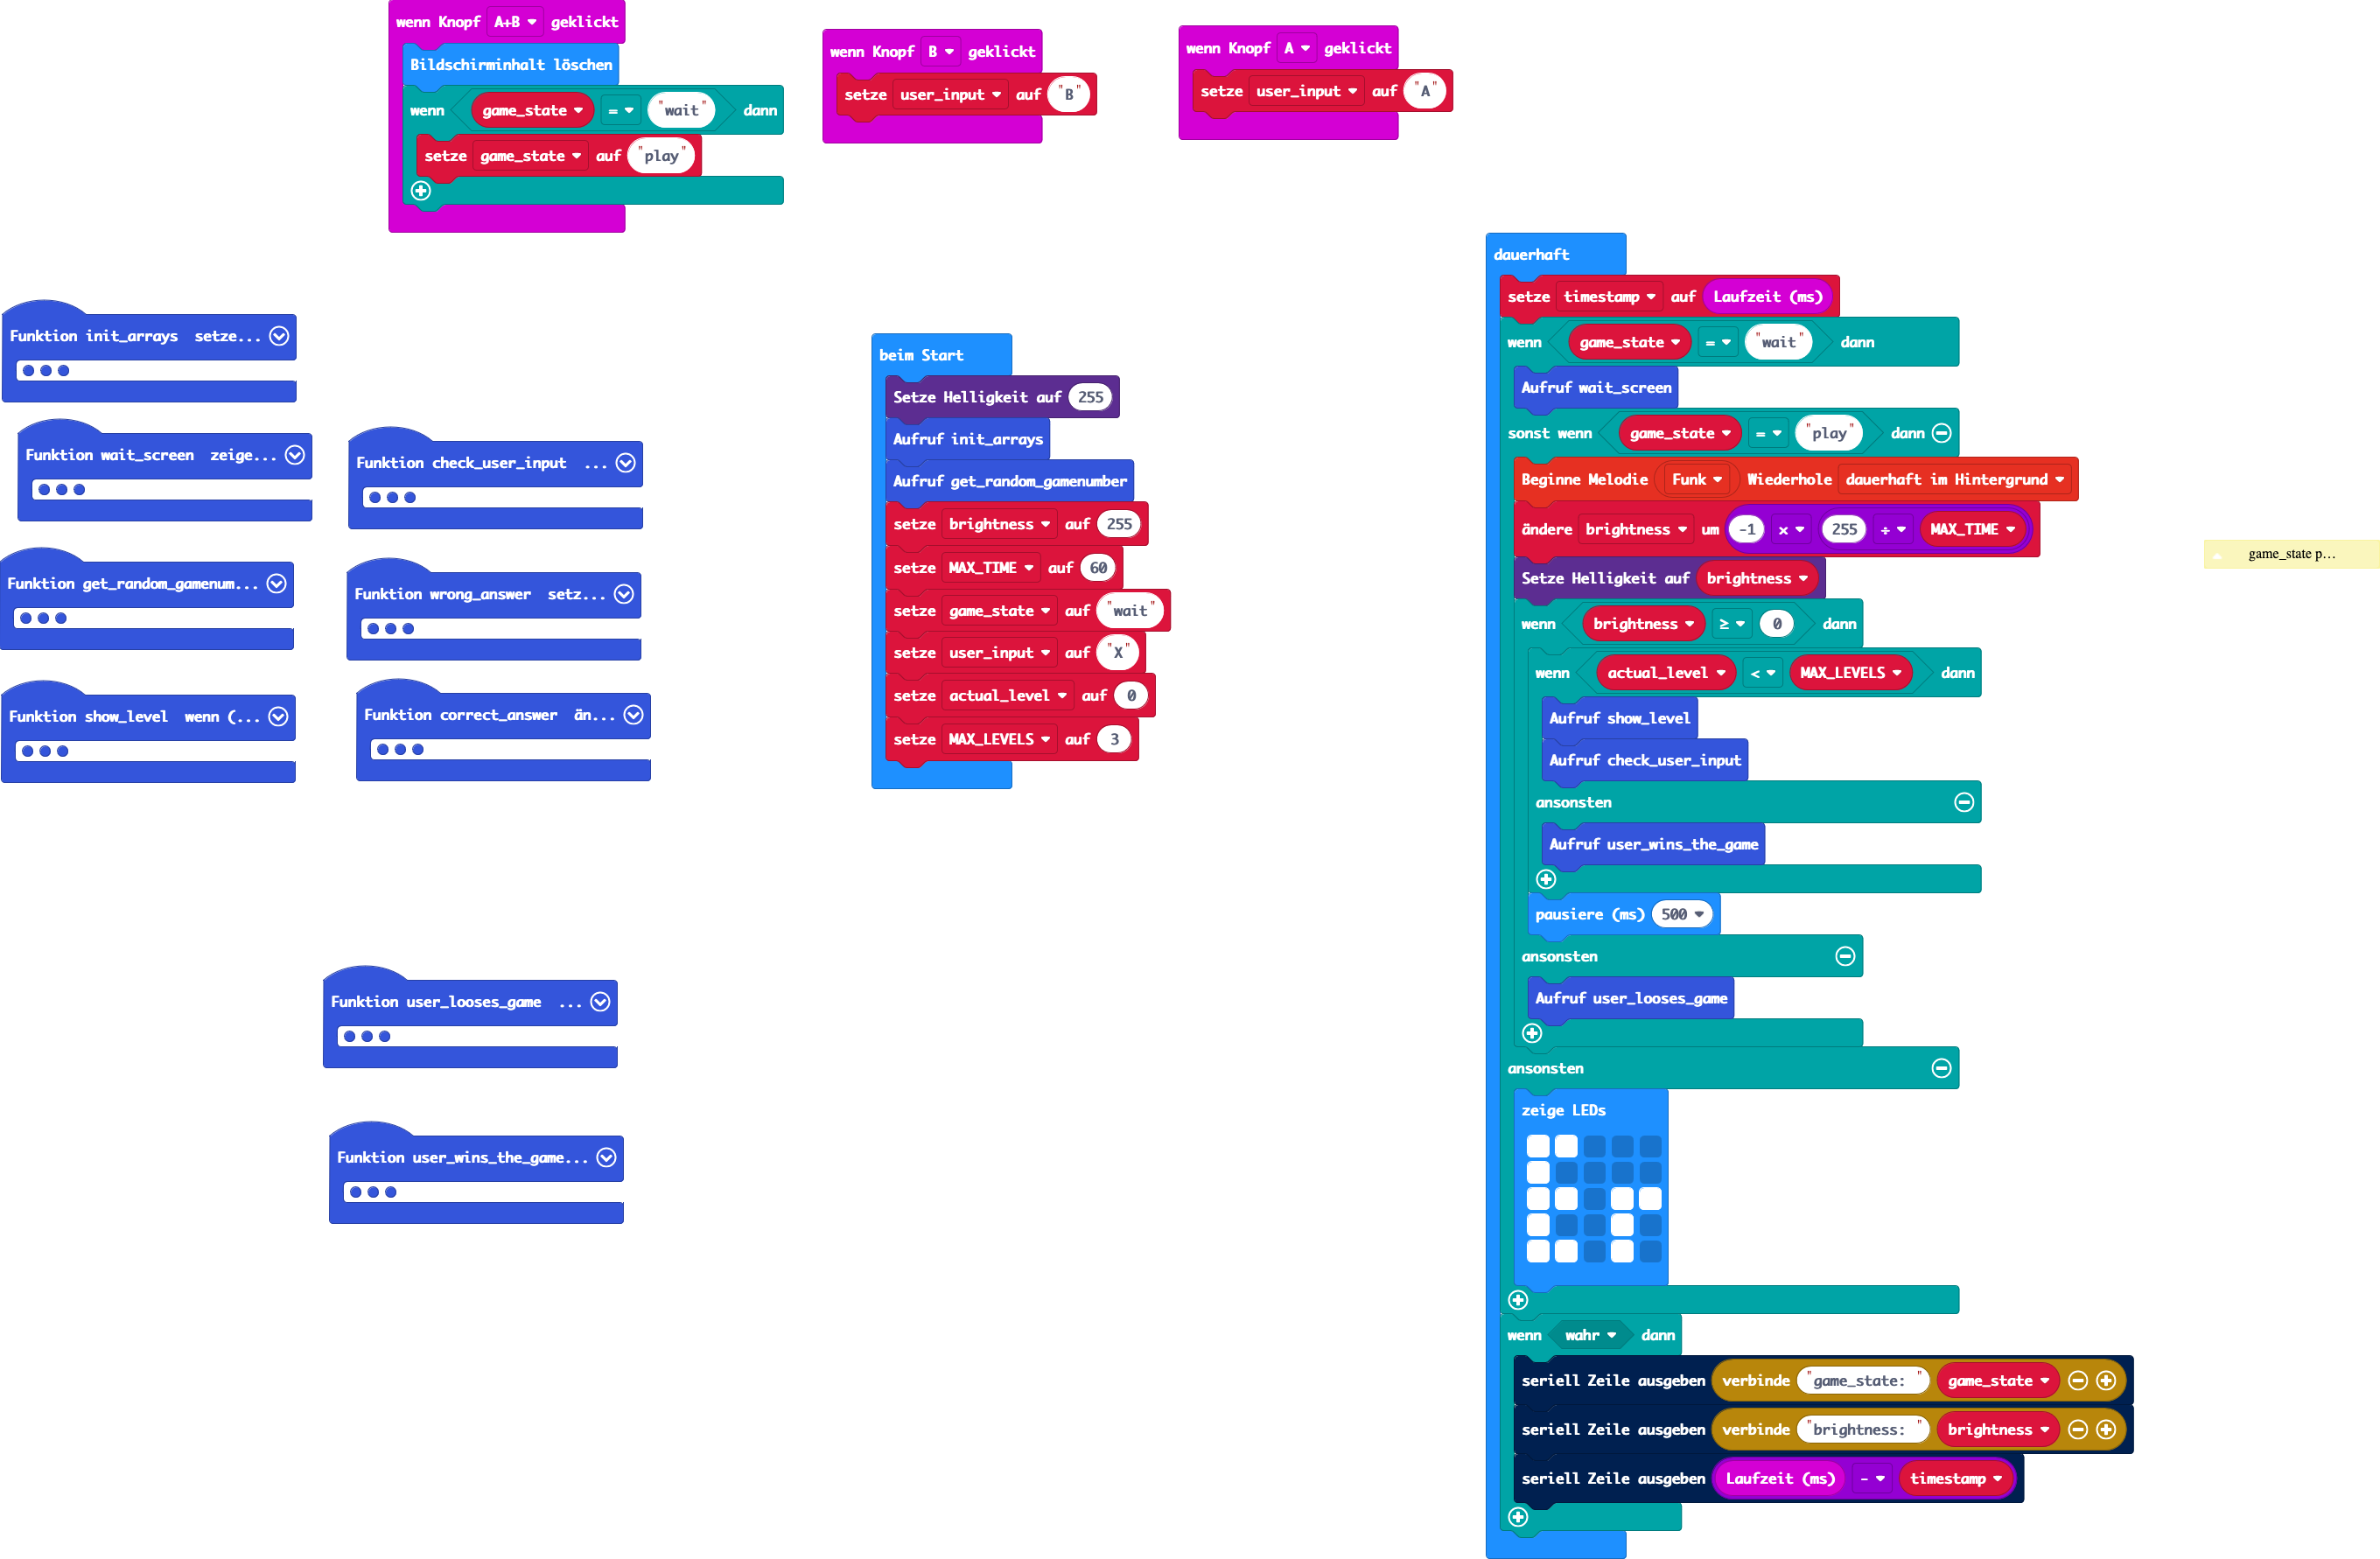 wenn Knopf A+B geklickt
Bildschirminhalt löschen
wenn game_state = "wait" dann
setze game_state auf "play"
wenn Knopf B geklickt
setze user_input auf "B"
wenn Knopf A geklickt
setze user_input auf "A"
Funktion init_arrays setze...
Funktion wait_screen zeige...
Funktion check_user_input ...
Funktion get_random_gamenum...
Funktion wrong_answer setz...
Funktion show_level wenn (...
Funktion correct_answer än...
Funktion user_looses_game ...
Funktion user_wins_the_game...
beim Start
Setze Helligkeit auf 255
Aufruf init_arrays
Aufruf get_random_gamenumber
setze brightness auf 255
setze MAX_TIME auf 60
setze game_state auf "wait"
setze user_input auf "X"
setze actual_level auf 0
setze MAX_LEVELS auf 3
dauerhaft
setze timestamp auf Laufzeit (ms)
wenn game_state = "wait" dann
Aufruf wait_screen
sonst wenn game_state = "play" dann
Beginne Melodie Funk Wiederhole dauerhaft im Hintergrund
ändere brightness um -1 × 255 ÷ MAX_TIME
Setze Helligkeit auf brightness
wenn brightness ≥ 0 dann
wenn actual_level < MAX_LEVELS dann
Aufruf show_level
Aufruf check_user_input
ansonsten
Aufruf user_wins_the_game
pausiere (ms) 500
ansonsten
Aufruf user_looses_game
ansonsten
zeige LEDs
wenn wahr dann
seriell Zeile ausgeben verbinde "game_state: " game_state
seriell Zeile ausgeben verbinde "brightness: " brightness
seriell Zeile ausgeben Laufzeit (ms) - timestamp
game_state p...